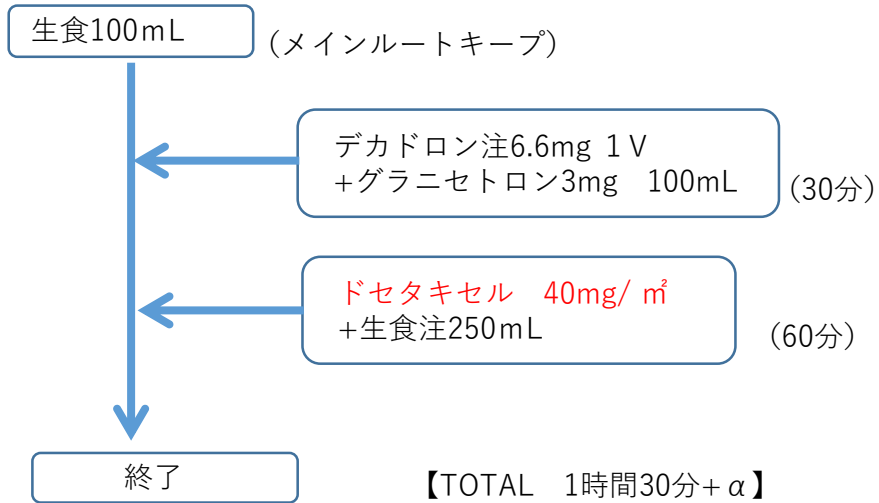 生食100mL
(メインルートキープ)
デカドロン注6.6mg 1V
+グラニセトロン3mg 100mL
(30分)
ドセタキセル 40mg/ ㎡
+生食注250mL
(60分)
終了
【TOTAL 1時間30分+α】